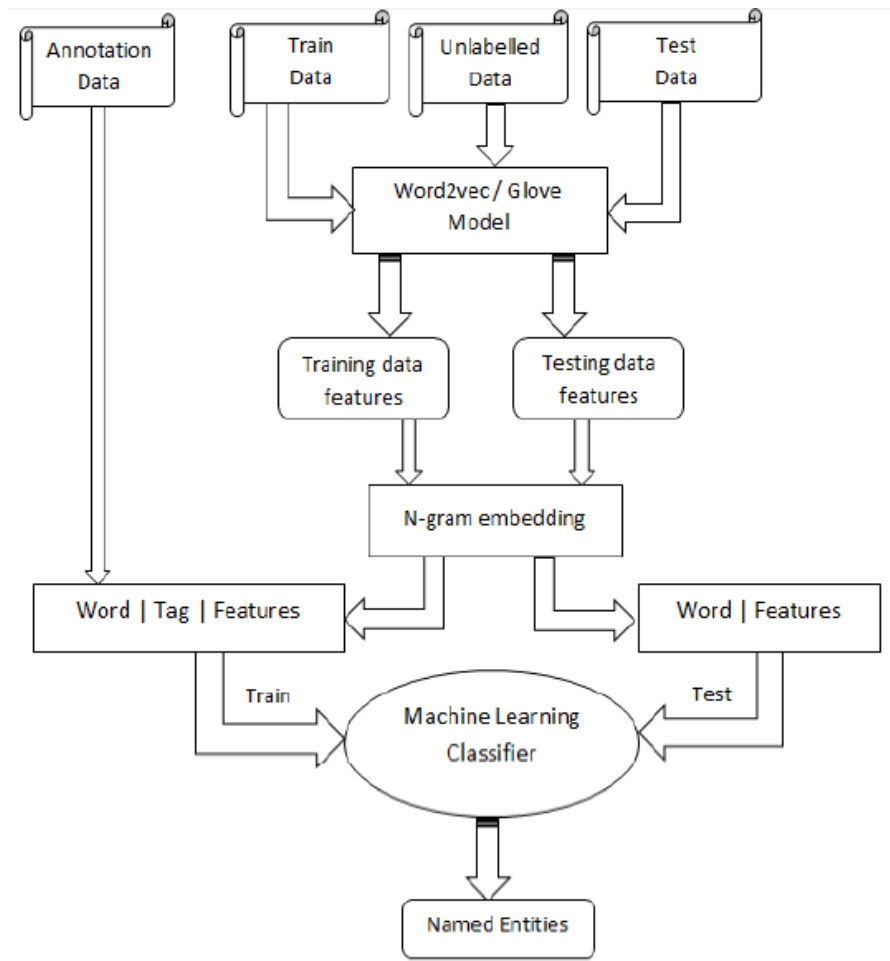 Annotation
Data
Train
Data
Unlabelled
Data
Test
Data
Word2vec / Glove
Model
Training data
features
Testing data
features
N-gram embedding
Word | Tag | Features
Word | Features
Train
Test
Machine Learning
Classifier
Named Entities